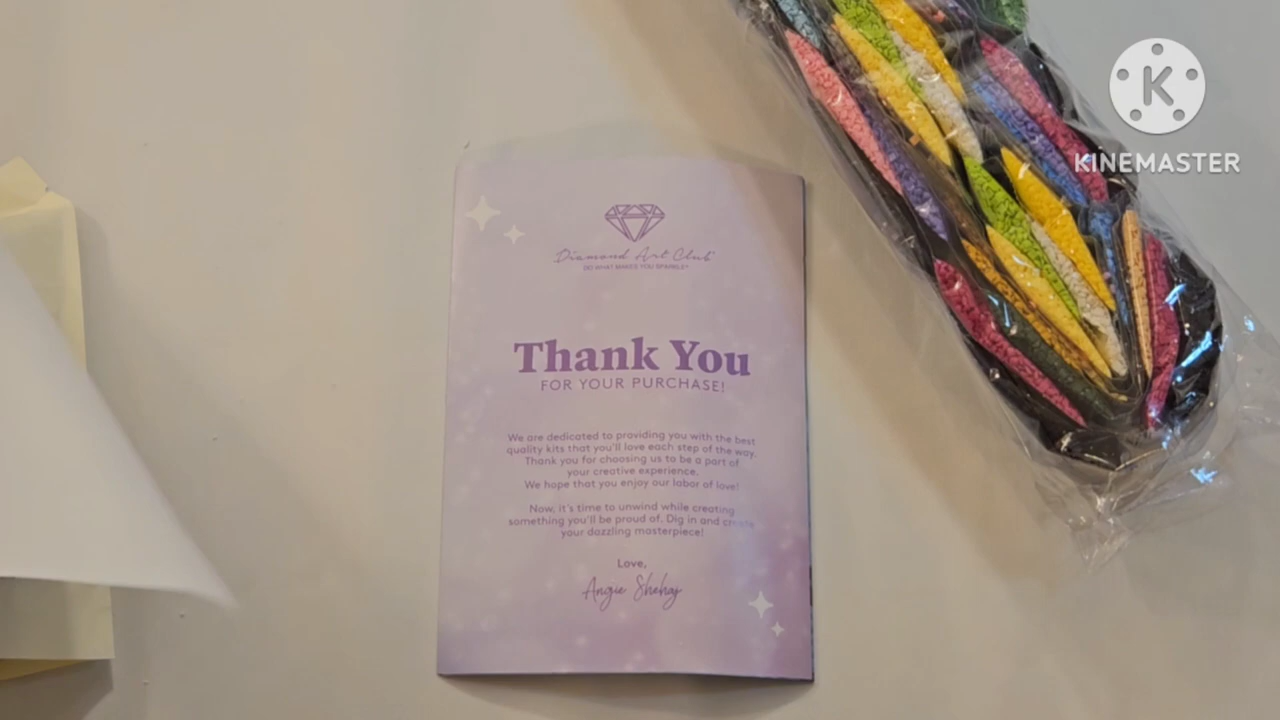 KINEMASTER
Diamond Art Club
DO WHAT MAKES YOU SPARKLE
Thank You
FOR YOUR PURCHASE!
We are dedicated to providing you with the best
quality kits that you'll love each step of the way.
Thank you for choosing us to be a part of
your creative experience.
We hope that you enjoy our labor of love!
Now, it's time to unwind while creating
something you'll be proud of. Dig in and create
your dazzling masterpiece!
Love,
Angie Shehaj